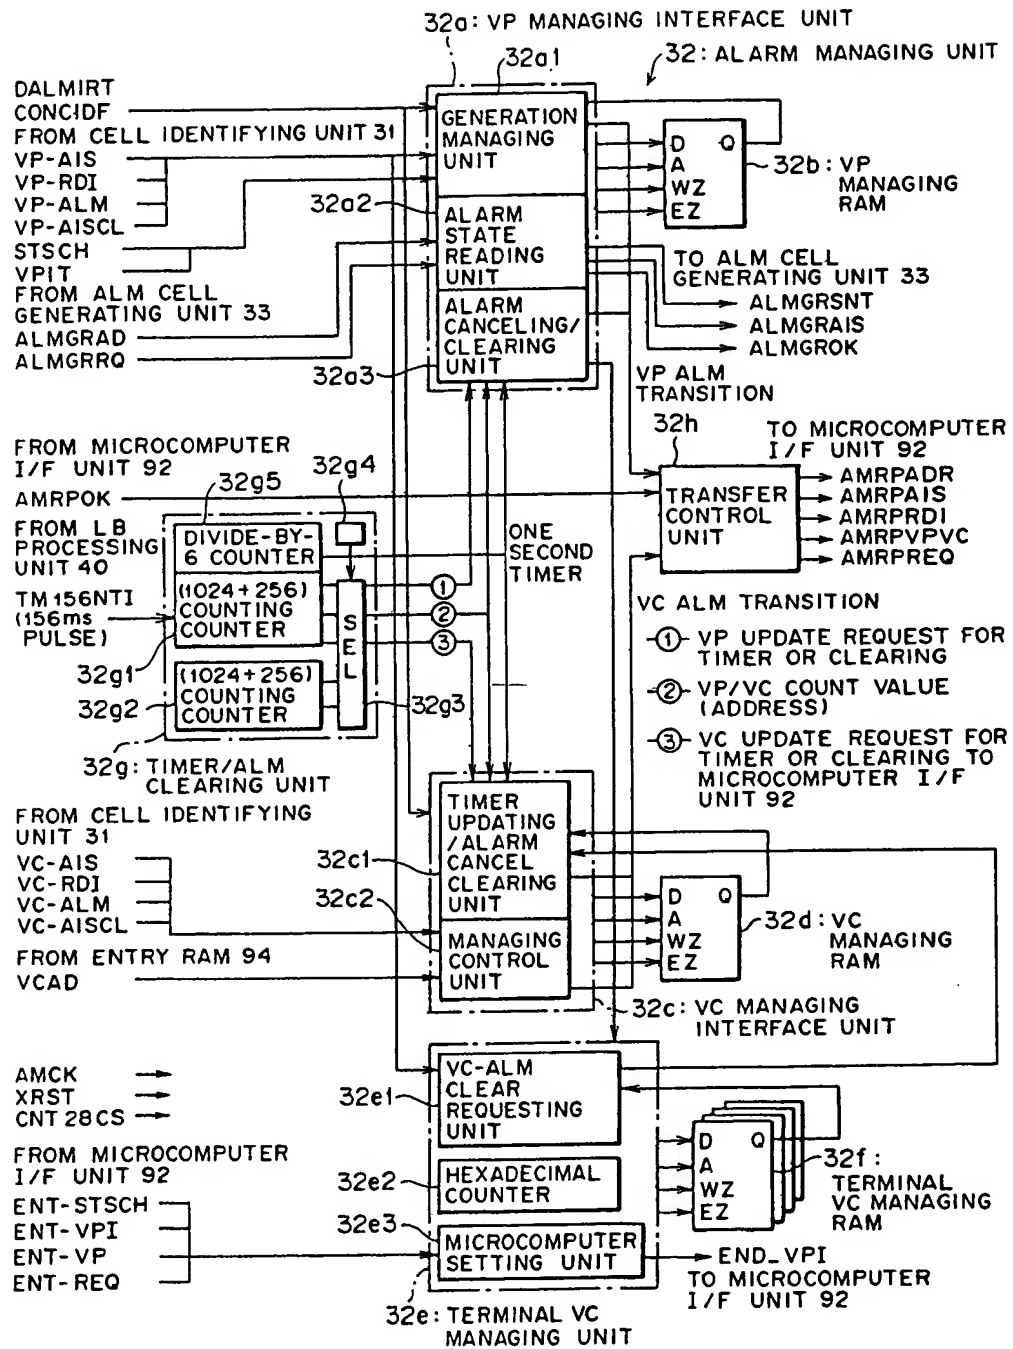 32a: VP MANAGING INTERFACE UNIT
32a1
32: ALARM MANAGING UNIT
DALMIRT
CONCIDF
FROM CELL IDENTIFYING UNIT 31
VP-AIS
VP-RDI
VP-ALM
VP-AISCL
STSCH
VPIT
FROM ALM CELL
GENERATING UNIT 33
ALMGRAD
ALMGRRQ
GENERATION
MANAGING
UNIT
32a2
ALARM
STATE
READING
UNIT
ALARM
CANCELING/
CLEARING
UNIT
32a3
D Q
A
WZ
EZ
32b: VP
MANAGING
RAM
TO ALM CELL
GENERATING UNIT 33
ALMGRSNT
ALMGRAIS
ALMGROK
VP ALM
TRANSITION
32h
TRANSFER
CONTROL
UNIT
TO MICROCOMPUTER
I/F UNIT 92
AMRPADR
AMRPAIS
AMRPRDI
AMRPVPVC
AMRPREQ
FROM MICROCOMPUTER
I/F UNIT 92
AMRPOK
32g4
32g5
FROM LB
PROCESSING
UNIT 40
TM156NTI
(156ms
PULSE)
DIVIDE-BY-
6 COUNTER
(1024+256)
COUNTING
COUNTER
32g1
(1024+256)
COUNTING
COUNTER
32g2
SEL
32g3
ONE
SECOND
TIMER
①
②
③
32g: TIMER/ALM
CLEARING UNIT
VC ALM TRANSITION
① VP UPDATE REQUEST FOR
TIMER OR CLEARING
② VP/VC COUNT VALUE
(ADDRESS)
③ VC UPDATE REQUEST FOR
TIMER OR CLEARING TO
MICROCOMPUTER I/F
UNIT 92
FROM CELL IDENTIFYING
UNIT 31
VC-AIS
VC-RDI
VC-ALM
VC-AISCL
FROM ENTRY RAM 94
VCAD
TIMER
UPDATING
/ALARM
CANCEL
CLEARING
UNIT
32c1
32c2
MANAGING
CONTROL
UNIT
D Q
A
WZ
EZ
32d: VC
MANAGING
RAM
32c: VC MANAGING
INTERFACE UNIT
AMCK
XRST
CNT28CS
FROM MICROCOMPUTER
I/F UNIT 92
ENT-STSCH
ENT-VPI
ENT-VP
ENT-REQ
VC-ALM
CLEAR
REQUESTING
UNIT
32e1
HEXADECIMAL
COUNTER
32e2
32e3
MICROCOMPUTER
SETTING UNIT
D Q
A
WZ
EZ
32f:
TERMINAL
VC MANAGING
RAM
END_VPI
TO MICROCOMPUTER
I/F UNIT 92
32e: TERMINAL VC
MANAGING UNIT